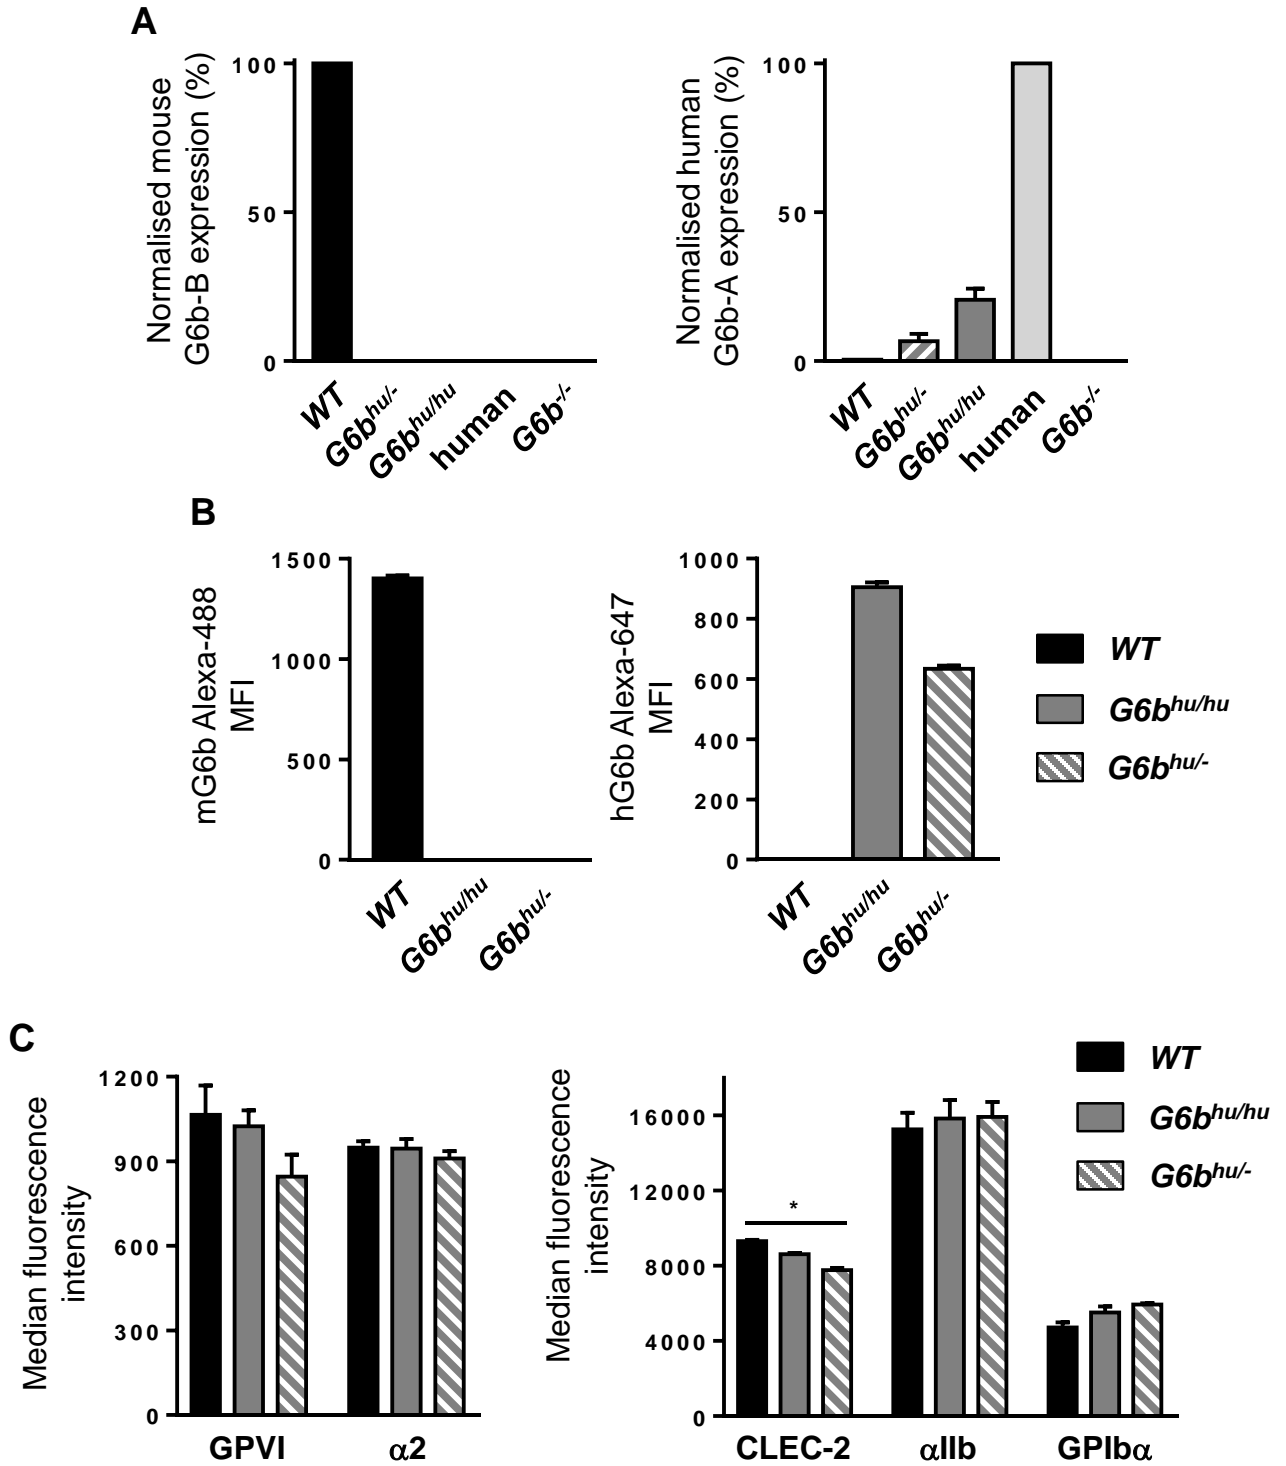 A
Normalised mouse
G6b-B expression (%)
100
50
0
WT
G6b^hu/-
G6b^hu/hu
human
G6b^-/-
Normalised human
G6b-A expression (%)
100
50
0
WT
G6b^hu/-
G6b^hu/hu
human
G6b^-/-
B
mG6b Alexa-488
MFI
1500
1000
500
0
WT
G6b^hu/hu
G6b^hu/-
hG6b Alexa-647
MFI
1000
800
600
400
200
0
WT
G6b^hu/hu
G6b^hu/-
WT
G6b^hu/hu
G6b^hu/-
C
Median fluorescence
intensity
1200
900
600
300
0
GPVI
α2
Median fluorescence
intensity
16000
12000
8000
4000
0
*
CLEC-2
αIIb
GPIbα
WT
G6b^hu/hu
G6b^hu/-